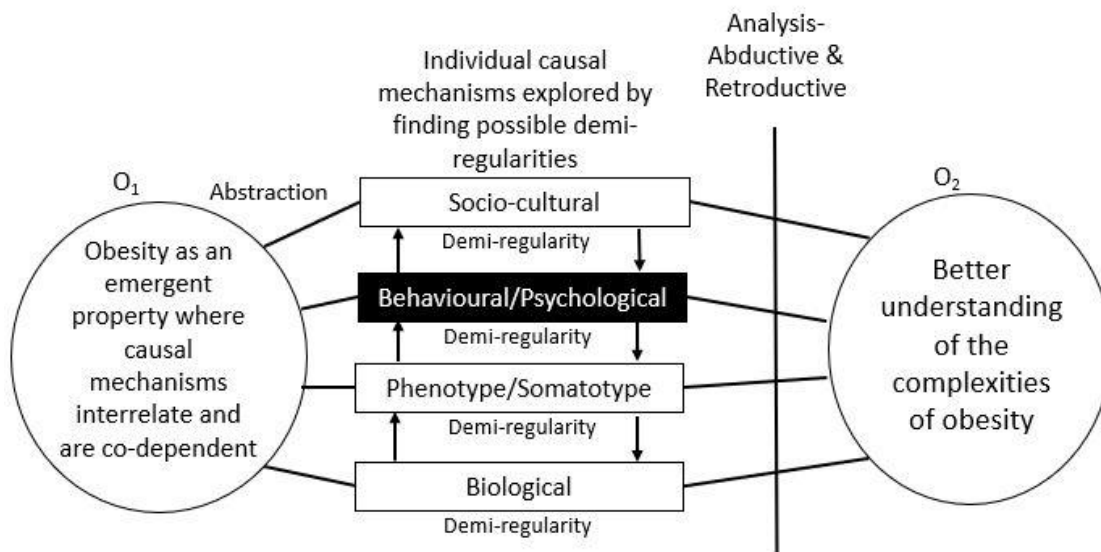 Analysis-
Abductive &
Retroductive
Individual causal
mechanisms explored by
finding possible demi-
regularities
O₁
Abstraction
O₂
Socio-cultural
Demi-regularity
Obesity as an
emergent
property where
causal
mechanisms
interrelate and
are co-dependent
Behavioural/Psychological
Demi-regularity
Phenotype/Somatotype
Demi-regularity
Biological
Demi-regularity
Better
understanding
of the
complexities
of obesity